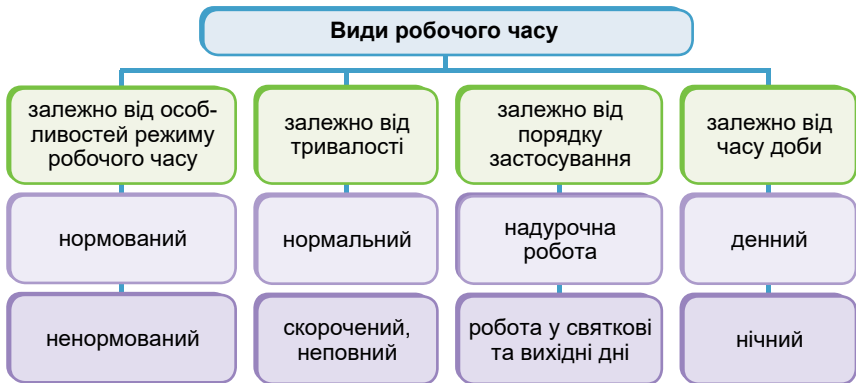 Види робочого часу
залежно від особ-
ливостей режиму
робочого часу
залежно від
тривалості
залежно від
порядку
застосування
залежно від
часу доби
нормований
нормальний
надурочна
робота
денний
ненормований
скорочений,
неповний
робота у святкові
та вихідні дні
нічний